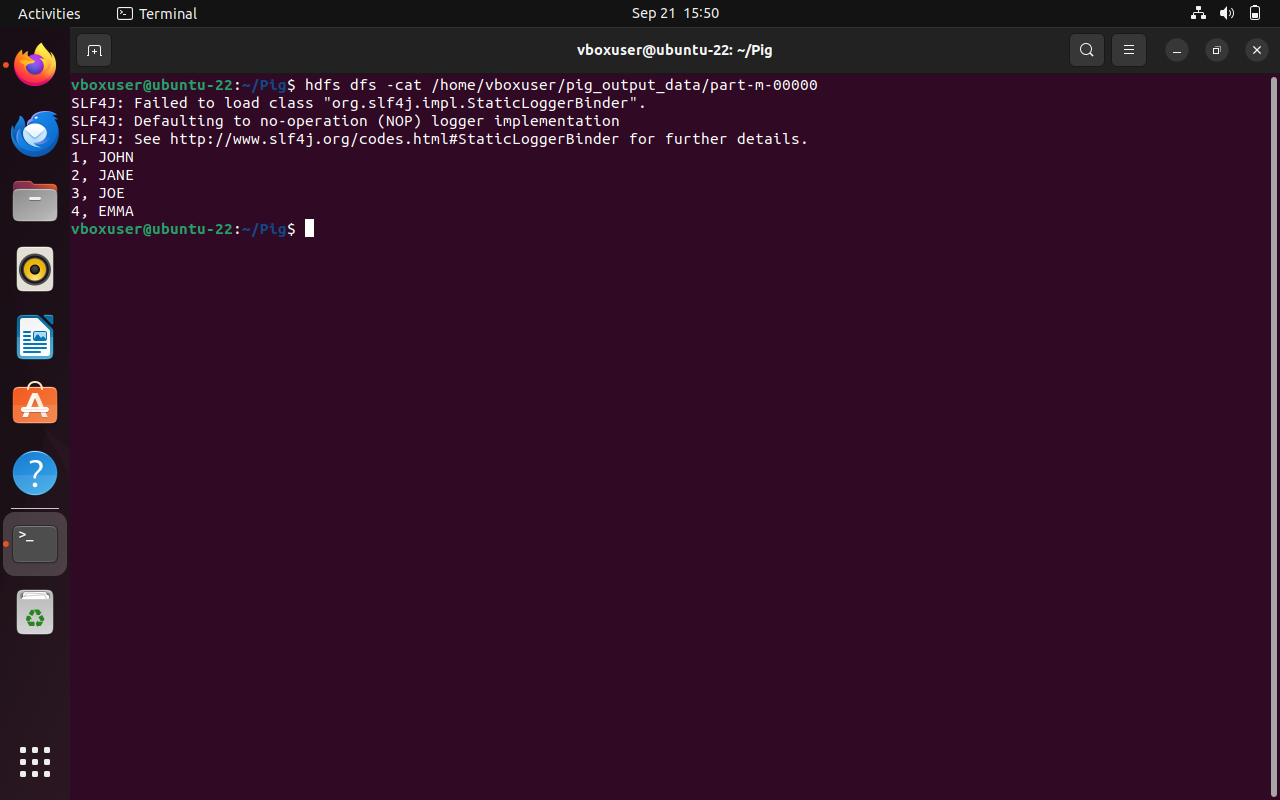 Activities
Terminal
Sep 21 15:50
vboxuser@ubuntu-22: ~/Pig
vboxuser@ubuntu-22:~/Pig$ hdfs dfs -cat /home/vboxuser/pig_output_data/part-m-00000
SLF4J: Failed to load class "org.slf4j.impl.StaticLoggerBinder".
SLF4J: Defaulting to no-operation (NOP) logger implementation
SLF4J: See http://www.slf4j.org/codes.html#StaticLoggerBinder for further details.
1, JOHN
2, JANE
3, JOE
4, EMMA
vboxuser@ubuntu-22:~/Pig$